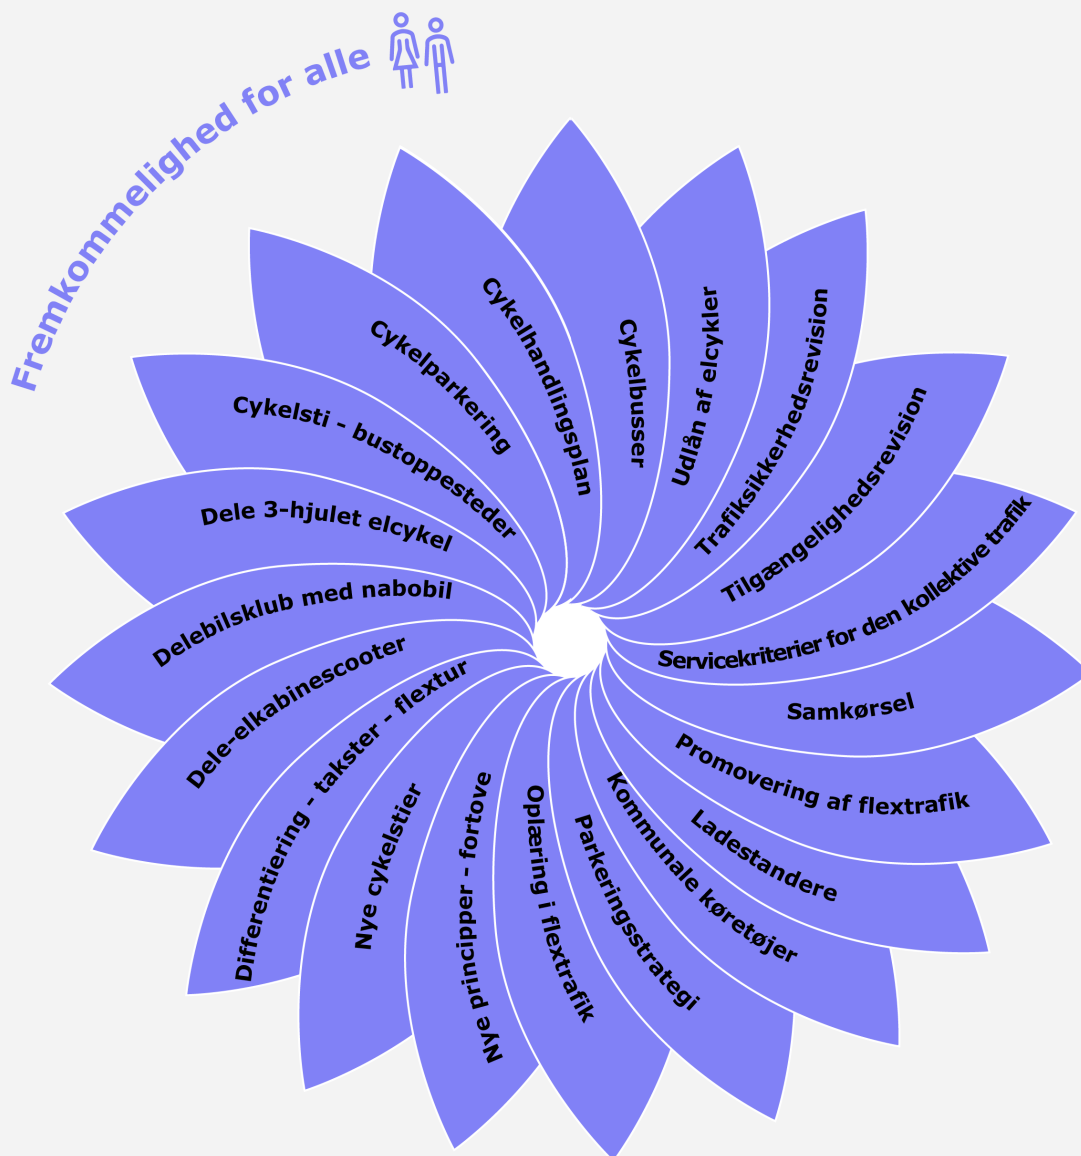 Fremkommelighed for alle
Cykelbusser
Udlån af elcykler
Trafiksikkerhedsrevision
Tilgængelighedsrevision
Servicekriterier for den kollektive trafik
Samkørsel
Promovering af flextrafik
Ladestandere
Kommunale køretøjer
Parkeringsstrategi
Oplæring i flextrafik
Nye principper - fortove
Nye cykelstier
Differentiering - takster - flextur
Dele-elkabinescooter
Delebilsklub med nabobil
Dele 3-hjulet elcykel
Cykelsti - bustoppesteder
Cykelparkering
Cykelhandlingsplan